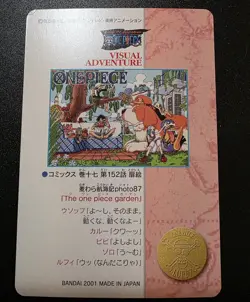 VISUAL
ADVENTURE
ONE PIECE
●コミックス 巻十七 第152話 扉絵
麦わら航海記photo87
「The one piece garden」
ウソップ「よ〜し、そのまま、
動くな、動くなよ〜」
カルー「クワーッ」
ビビ「よしよし」
ゾロ「う〜む」
ルフィ「ウッ(なんだこりゃ)」
BANDAI 2001 MADE IN JAPAN